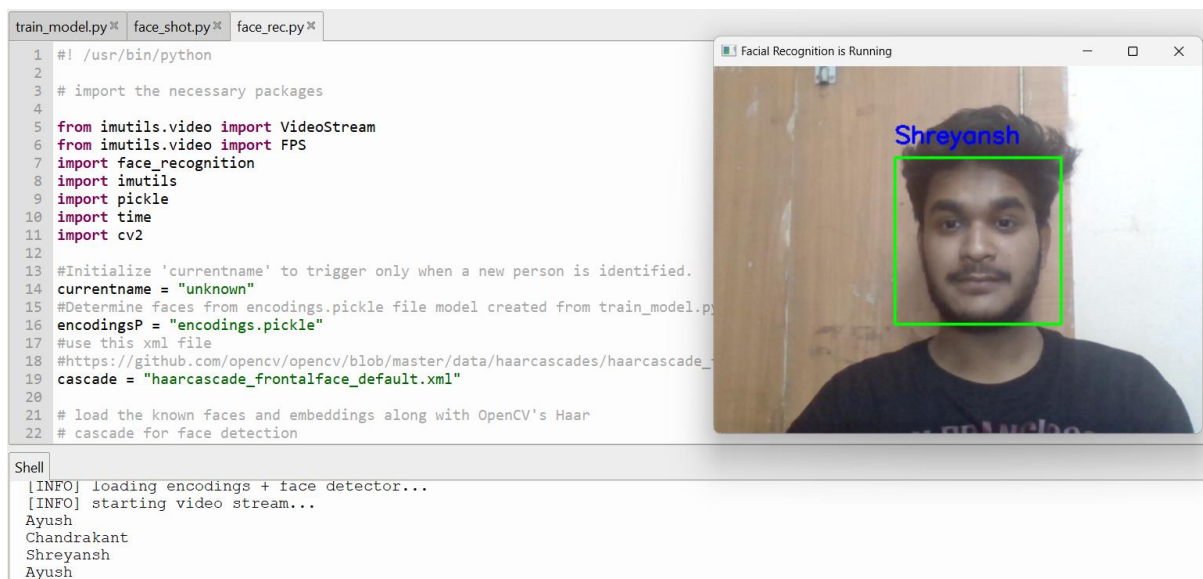 train_model.py face_shot.py face_rec.py
1 #! /usr/bin/python
2
3 # import the necessary packages
4
5 from imutils.video import VideoStream
6 from imutils.video import FPS
7 import face_recognition
8 import imutils
9 import pickle
10 import time
11 import cv2
12
13 #Initialize 'currentname' to trigger only when a new person is identified.
14 currentname = "unknown"
15 #Determine faces from encodings.pickle file model created from train_model.py
16 encodingsP = "encodings.pickle"
17 #use this xml file
18 #https://github.com/opencv/opencv/blob/master/data/haarcascades/haarcascade_
19 cascade = "haarcascade_frontalface_default.xml"
20
21 # load the known faces and embeddings along with OpenCV's Haar
22 # cascade for face detection
Facial Recognition is Running
Shreyansh
Shell
[INFO] loading encodings + face detector...
[INFO] starting video stream...
Ayush
Chandrakant
Shreyansh
Ayush